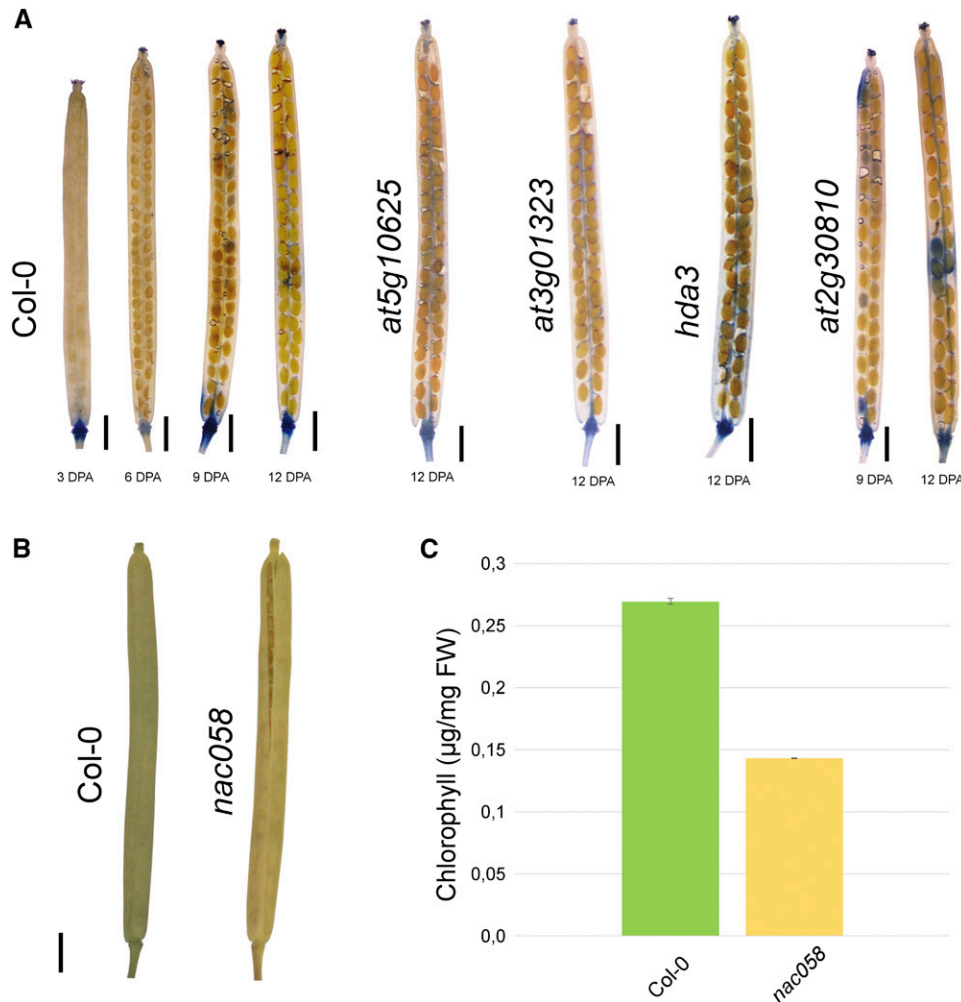 A
Col-0
3 DPA
6 DPA
9 DPA
12 DPA
at5g10625
12 DPA
at3g01323
12 DPA
hda3
12 DPA
at2g30810
9 DPA
12 DPA
B
Col-0
nac058
C
Chlorophyll (µg/mg FW)
0,3
0,25
0,2
0,15
0,1
0,05
0,0
Col-0
nac058